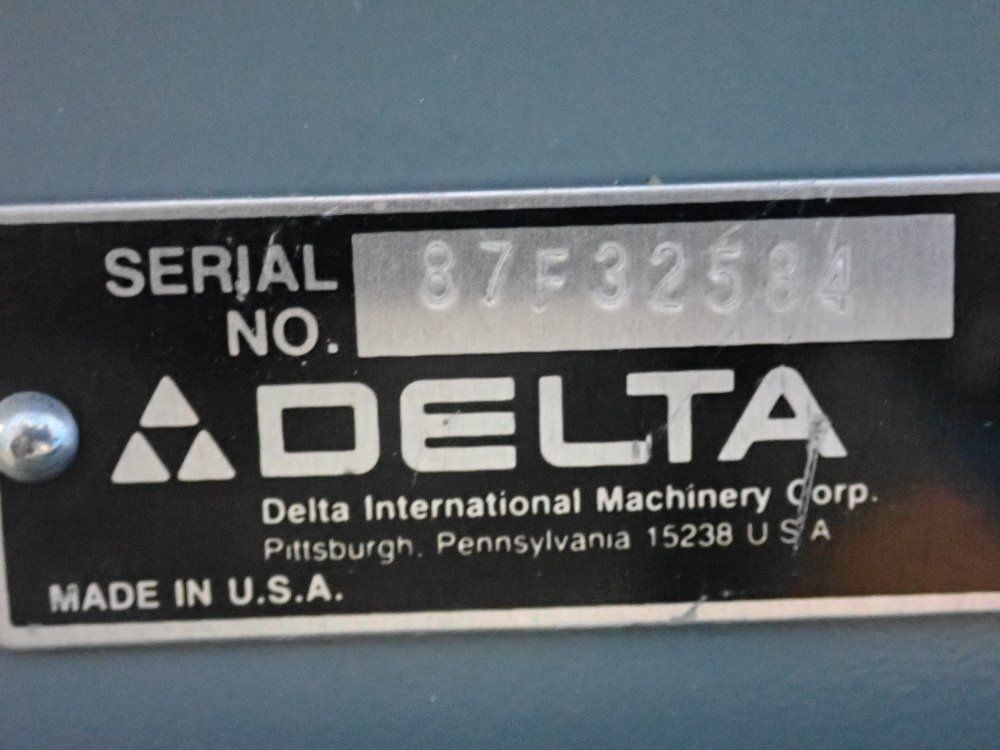 SERIAL
NO.
87F32584
DELTA
Delta International Machinery Corp.
Pittsburgh, Pennsylvania 15238 U S A
MADE IN U.S.A.